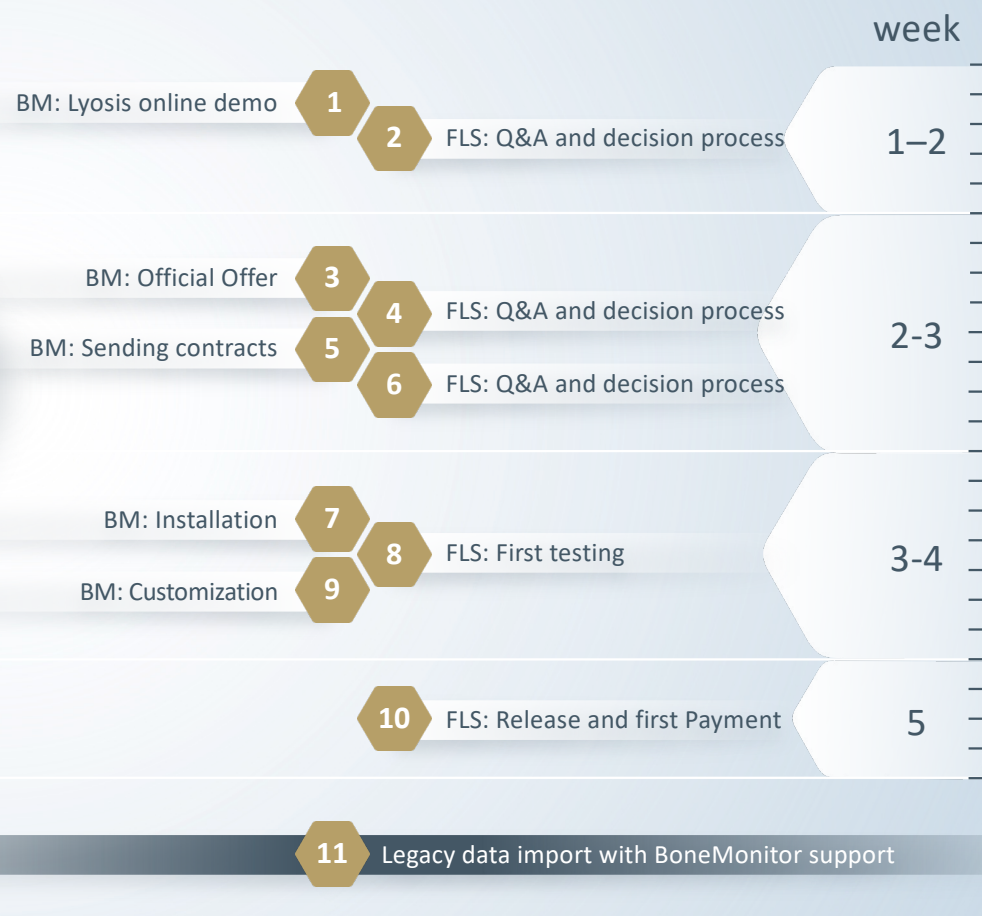 week
BM: Lyosis online demo
1
2
FLS: Q&A and decision process
1–2
BM: Official Offer
3
4
FLS: Q&A and decision process
2-3
BM: Sending contracts
5
6
FLS: Q&A and decision process
BM: Installation
7
8
FLS: First testing
3-4
BM: Customization
9
10
FLS: Release and first Payment
5
11
Legacy data import with BoneMonitor support